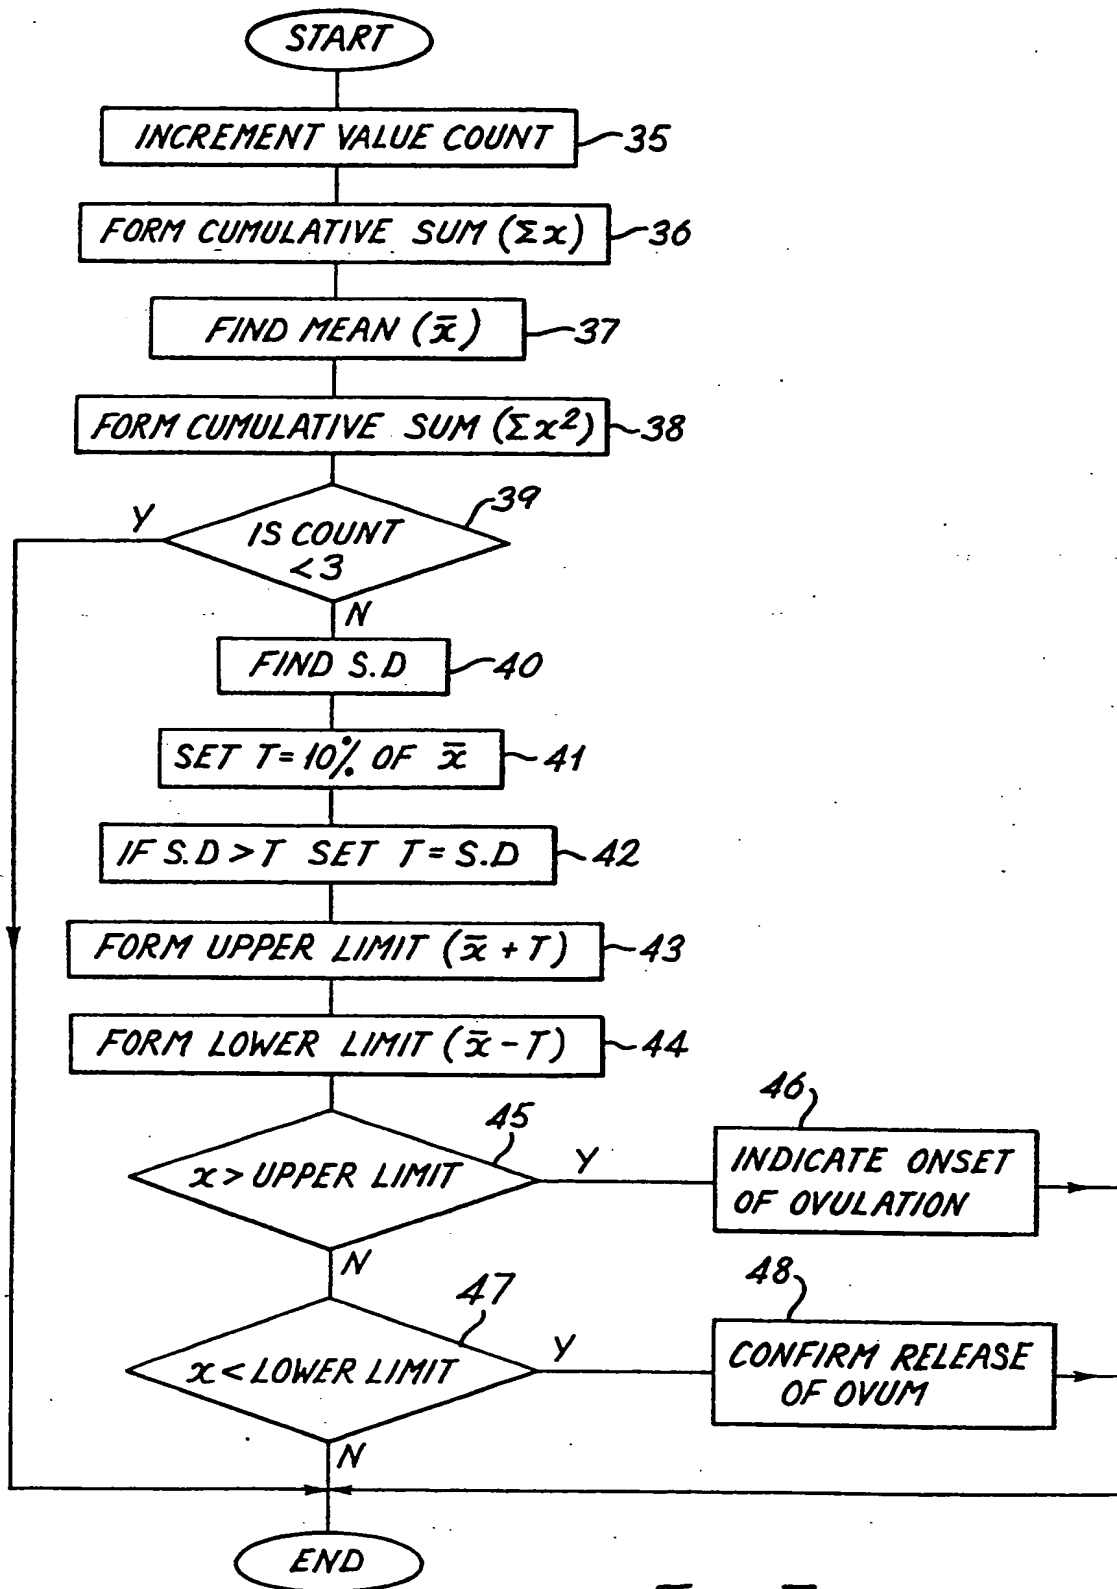 START
INCREMENT VALUE COUNT
35
FORM CUMULATIVE SUM (Σx)
36
FIND MEAN (x̄)
37
FORM CUMULATIVE SUM (Σx²)
38
39
Y
IS COUNT
<3
N
FIND S.D
40
SET T=10% OF x̄
41
IF S.D>T SET T=S.D
42
FORM UPPER LIMIT (x̄+T)
43
FORM LOWER LIMIT (x̄-T)
44
45
x>UPPER LIMIT
Y
46
INDICATE ONSET
OF OVULATION
N
47
x<LOWER LIMIT
Y
48
CONFIRM RELEASE
OF OVUM
N
END